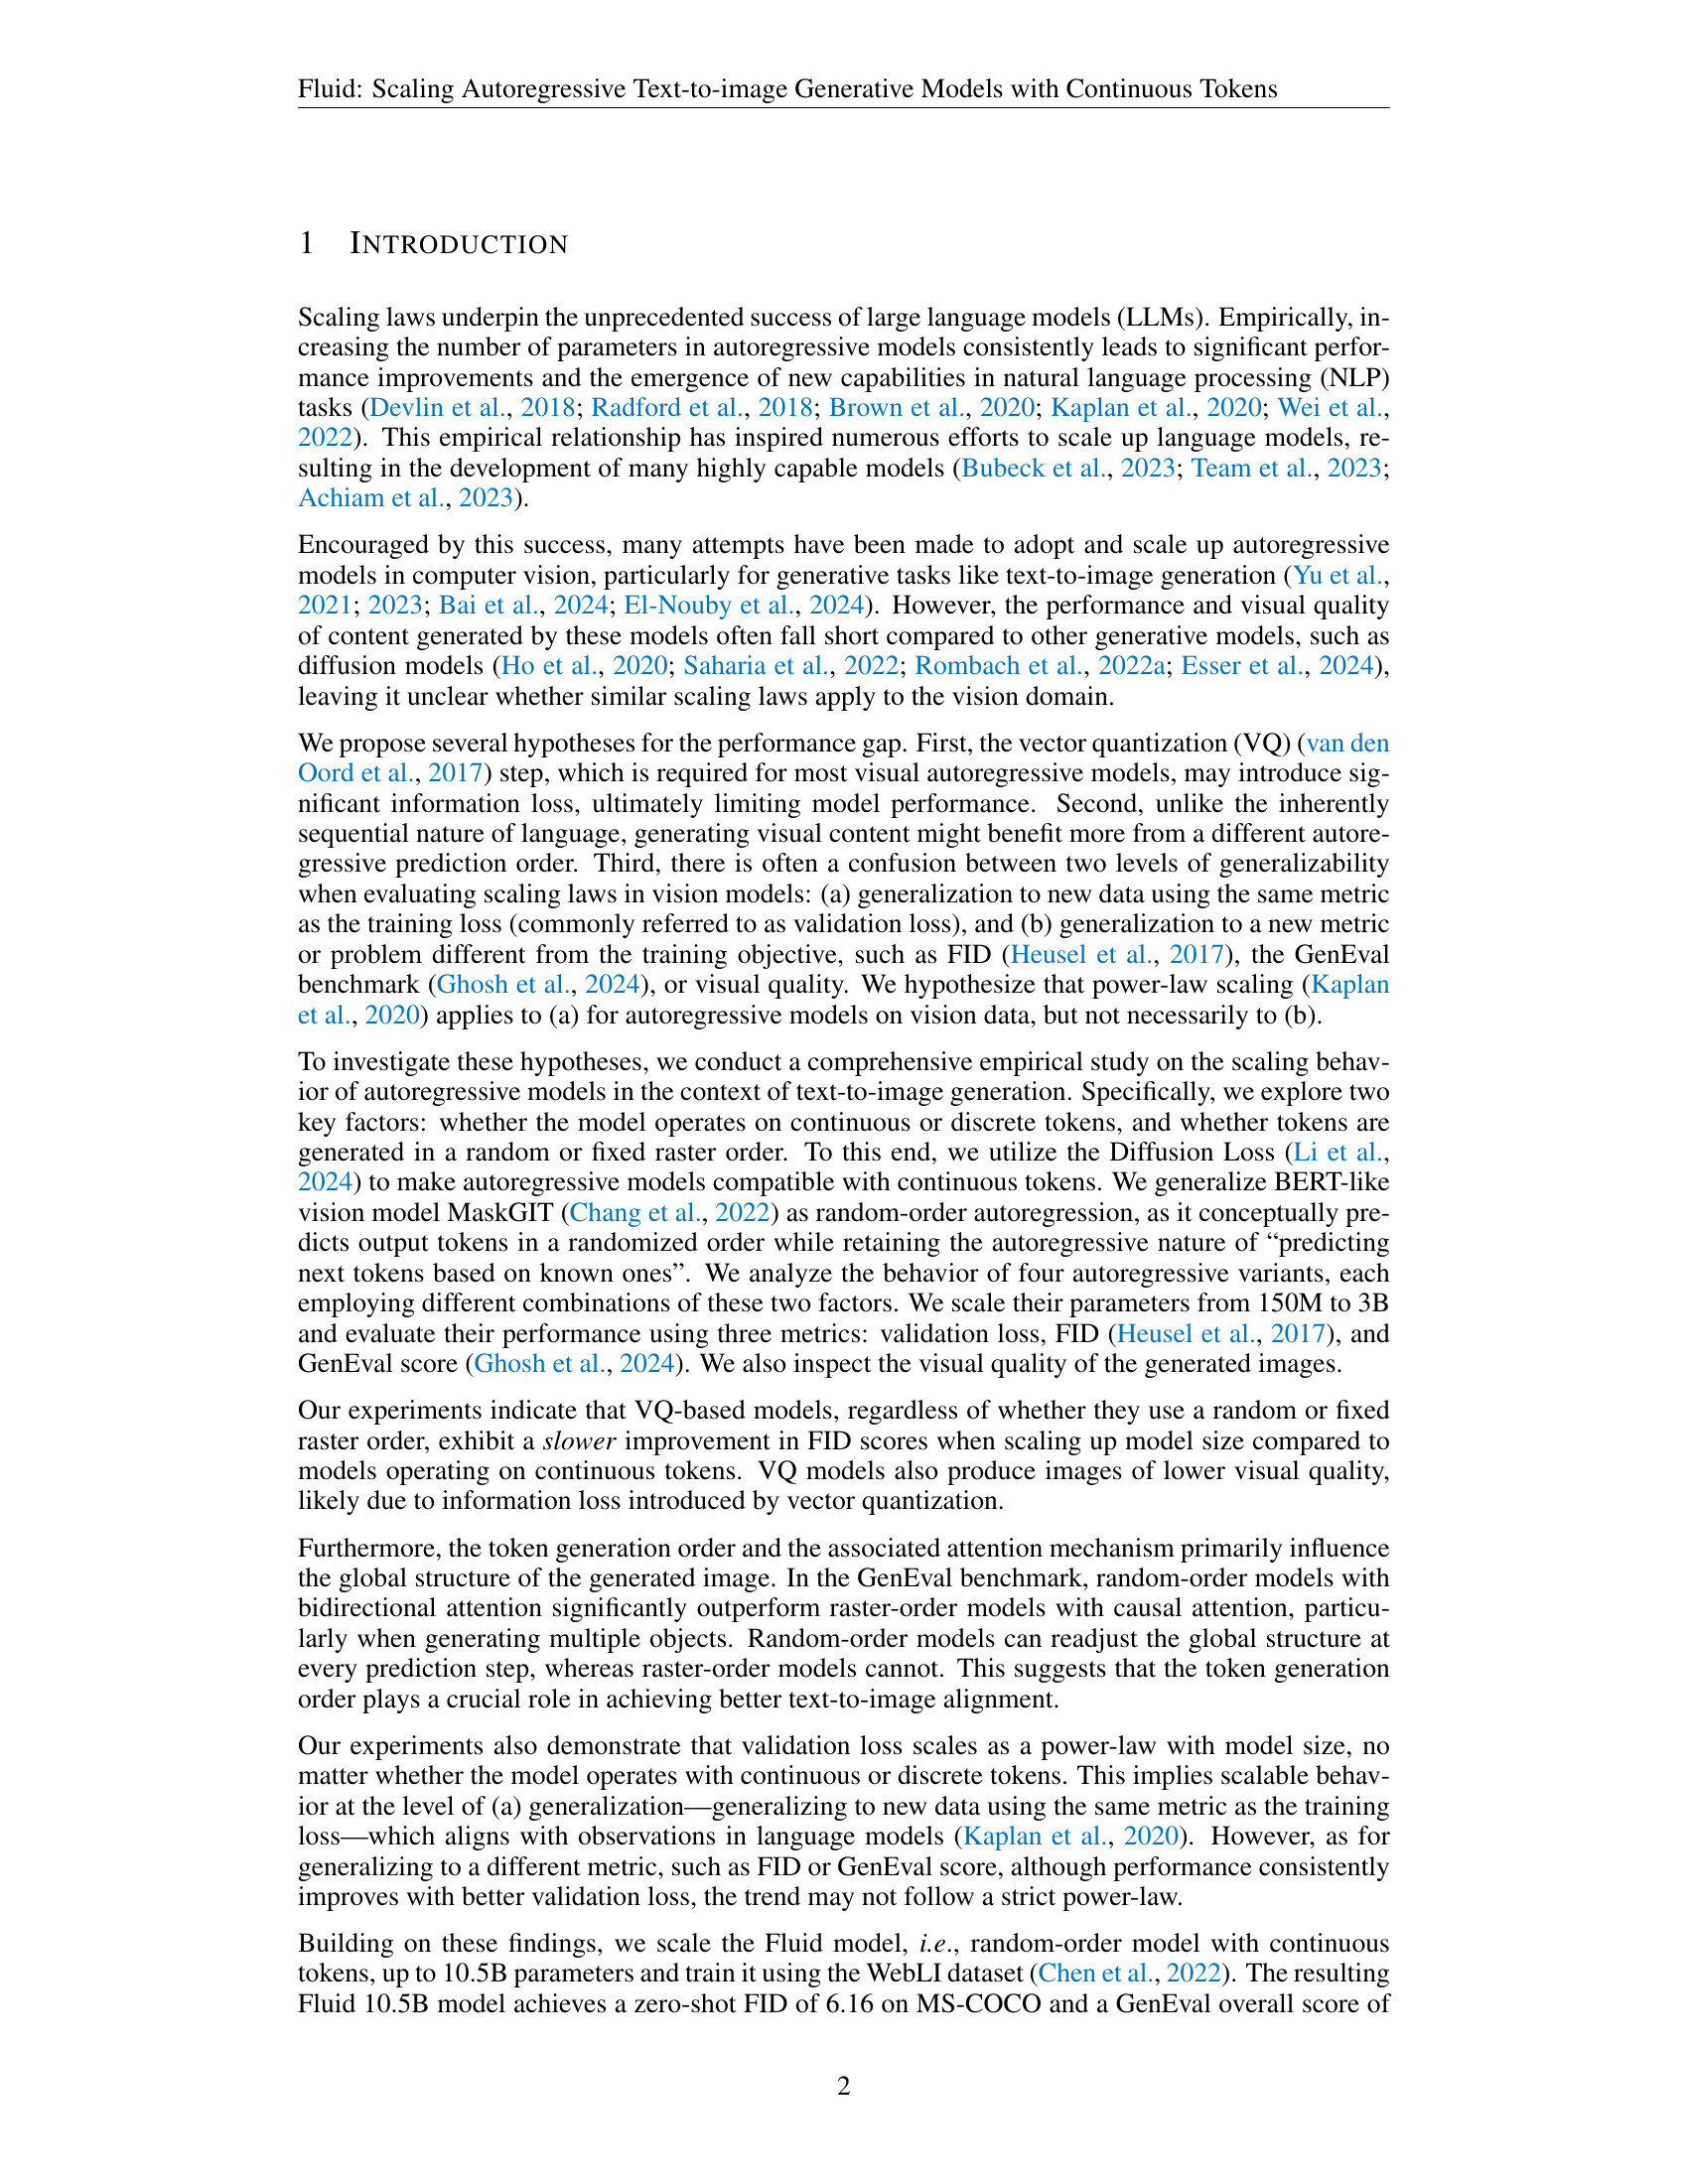 Fluid: Scaling Autoregressive Text-to-image Generative Models with Continuous Tokens
1 INTRODUCTION
Scaling laws underpin the unprecedented success of large language models (LLMs). Empirically, in-
creasing the number of parameters in autoregressive models consistently leads to significant perfor-
mance improvements and the emergence of new capabilities in natural language processing (NLP)
tasks (Devlin et al., 2018; Radford et al., 2018; Brown et al., 2020; Kaplan et al., 2020; Wei et al.,
2022). This empirical relationship has inspired numerous efforts to scale up language models, re-
sulting in the development of many highly capable models (Bubeck et al., 2023; Team et al., 2023;
Achiam et al., 2023).
Encouraged by this success, many attempts have been made to adopt and scale up autoregressive
models in computer vision, particularly for generative tasks like text-to-image generation (Yu et al.,
2021; 2023; Bai et al., 2024; El-Nouby et al., 2024). However, the performance and visual quality
of content generated by these models often fall short compared to other generative models, such as
diffusion models (Ho et al., 2020; Saharia et al., 2022; Rombach et al., 2022a; Esser et al., 2024),
leaving it unclear whether similar scaling laws apply to the vision domain.
We propose several hypotheses for the performance gap. First, the vector quantization (VQ) (van den
Oord et al., 2017) step, which is required for most visual autoregressive models, may introduce sig-
nificant information loss, ultimately limiting model performance. Second, unlike the inherently
sequential nature of language, generating visual content might benefit more from a different autore-
gressive prediction order. Third, there is often a confusion between two levels of generalizability
when evaluating scaling laws in vision models: (a) generalization to new data using the same metric
as the training loss (commonly referred to as validation loss), and (b) generalization to a new metric
or problem different from the training objective, such as FID (Heusel et al., 2017), the GenEval
benchmark (Ghosh et al., 2024), or visual quality. We hypothesize that power-law scaling (Kaplan
et al., 2020) applies to (a) for autoregressive models on vision data, but not necessarily to (b).
To investigate these hypotheses, we conduct a comprehensive empirical study on the scaling behav-
ior of autoregressive models in the context of text-to-image generation. Specifically, we explore two
key factors: whether the model operates on continuous or discrete tokens, and whether tokens are
generated in a random or fixed raster order. To this end, we utilize the Diffusion Loss (Li et al.,
2024) to make autoregressive models compatible with continuous tokens. We generalize BERT-like
vision model MaskGIT (Chang et al., 2022) as random-order autoregression, as it conceptually pre-
dicts output tokens in a randomized order while retaining the autoregressive nature of “predicting
next tokens based on known ones”. We analyze the behavior of four autoregressive variants, each
employing different combinations of these two factors. We scale their parameters from 150M to 3B
and evaluate their performance using three metrics: validation loss, FID (Heusel et al., 2017), and
GenEval score (Ghosh et al., 2024). We also inspect the visual quality of the generated images.
Our experiments indicate that VQ-based models, regardless of whether they use a random or fixed
raster order, exhibit a slower improvement in FID scores when scaling up model size compared to
models operating on continuous tokens. VQ models also produce images of lower visual quality,
likely due to information loss introduced by vector quantization.
Furthermore, the token generation order and the associated attention mechanism primarily influence
the global structure of the generated image. In the GenEval benchmark, random-order models with
bidirectional attention significantly outperform raster-order models with causal attention, particu-
larly when generating multiple objects. Random-order models can readjust the global structure at
every prediction step, whereas raster-order models cannot. This suggests that the token generation
order plays a crucial role in achieving better text-to-image alignment.
Our experiments also demonstrate that validation loss scales as a power-law with model size, no
matter whether the model operates with continuous or discrete tokens. This implies scalable behav-
ior at the level of (a) generalization—generalizing to new data using the same metric as the training
loss—which aligns with observations in language models (Kaplan et al., 2020). However, as for
generalizing to a different metric, such as FID or GenEval score, although performance consistently
improves with better validation loss, the trend may not follow a strict power-law.
Building on these findings, we scale the Fluid model, i.e., random-order model with continuous
tokens, up to 10.5B parameters and train it using the WebLI dataset (Chen et al., 2022). The resulting
Fluid 10.5B model achieves a zero-shot FID of 6.16 on MS-COCO and a GenEval overall score of
2